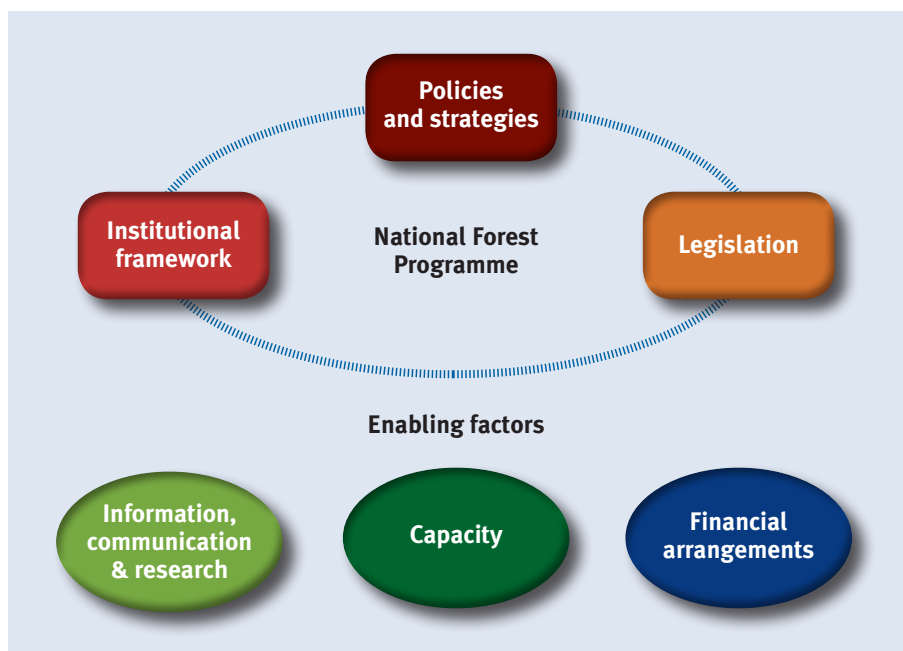 Policies
and strategies
Institutional
framework
National Forest
Programme
Legislation
Enabling factors
Information,
communication
& research
Capacity
Financial
arrangements